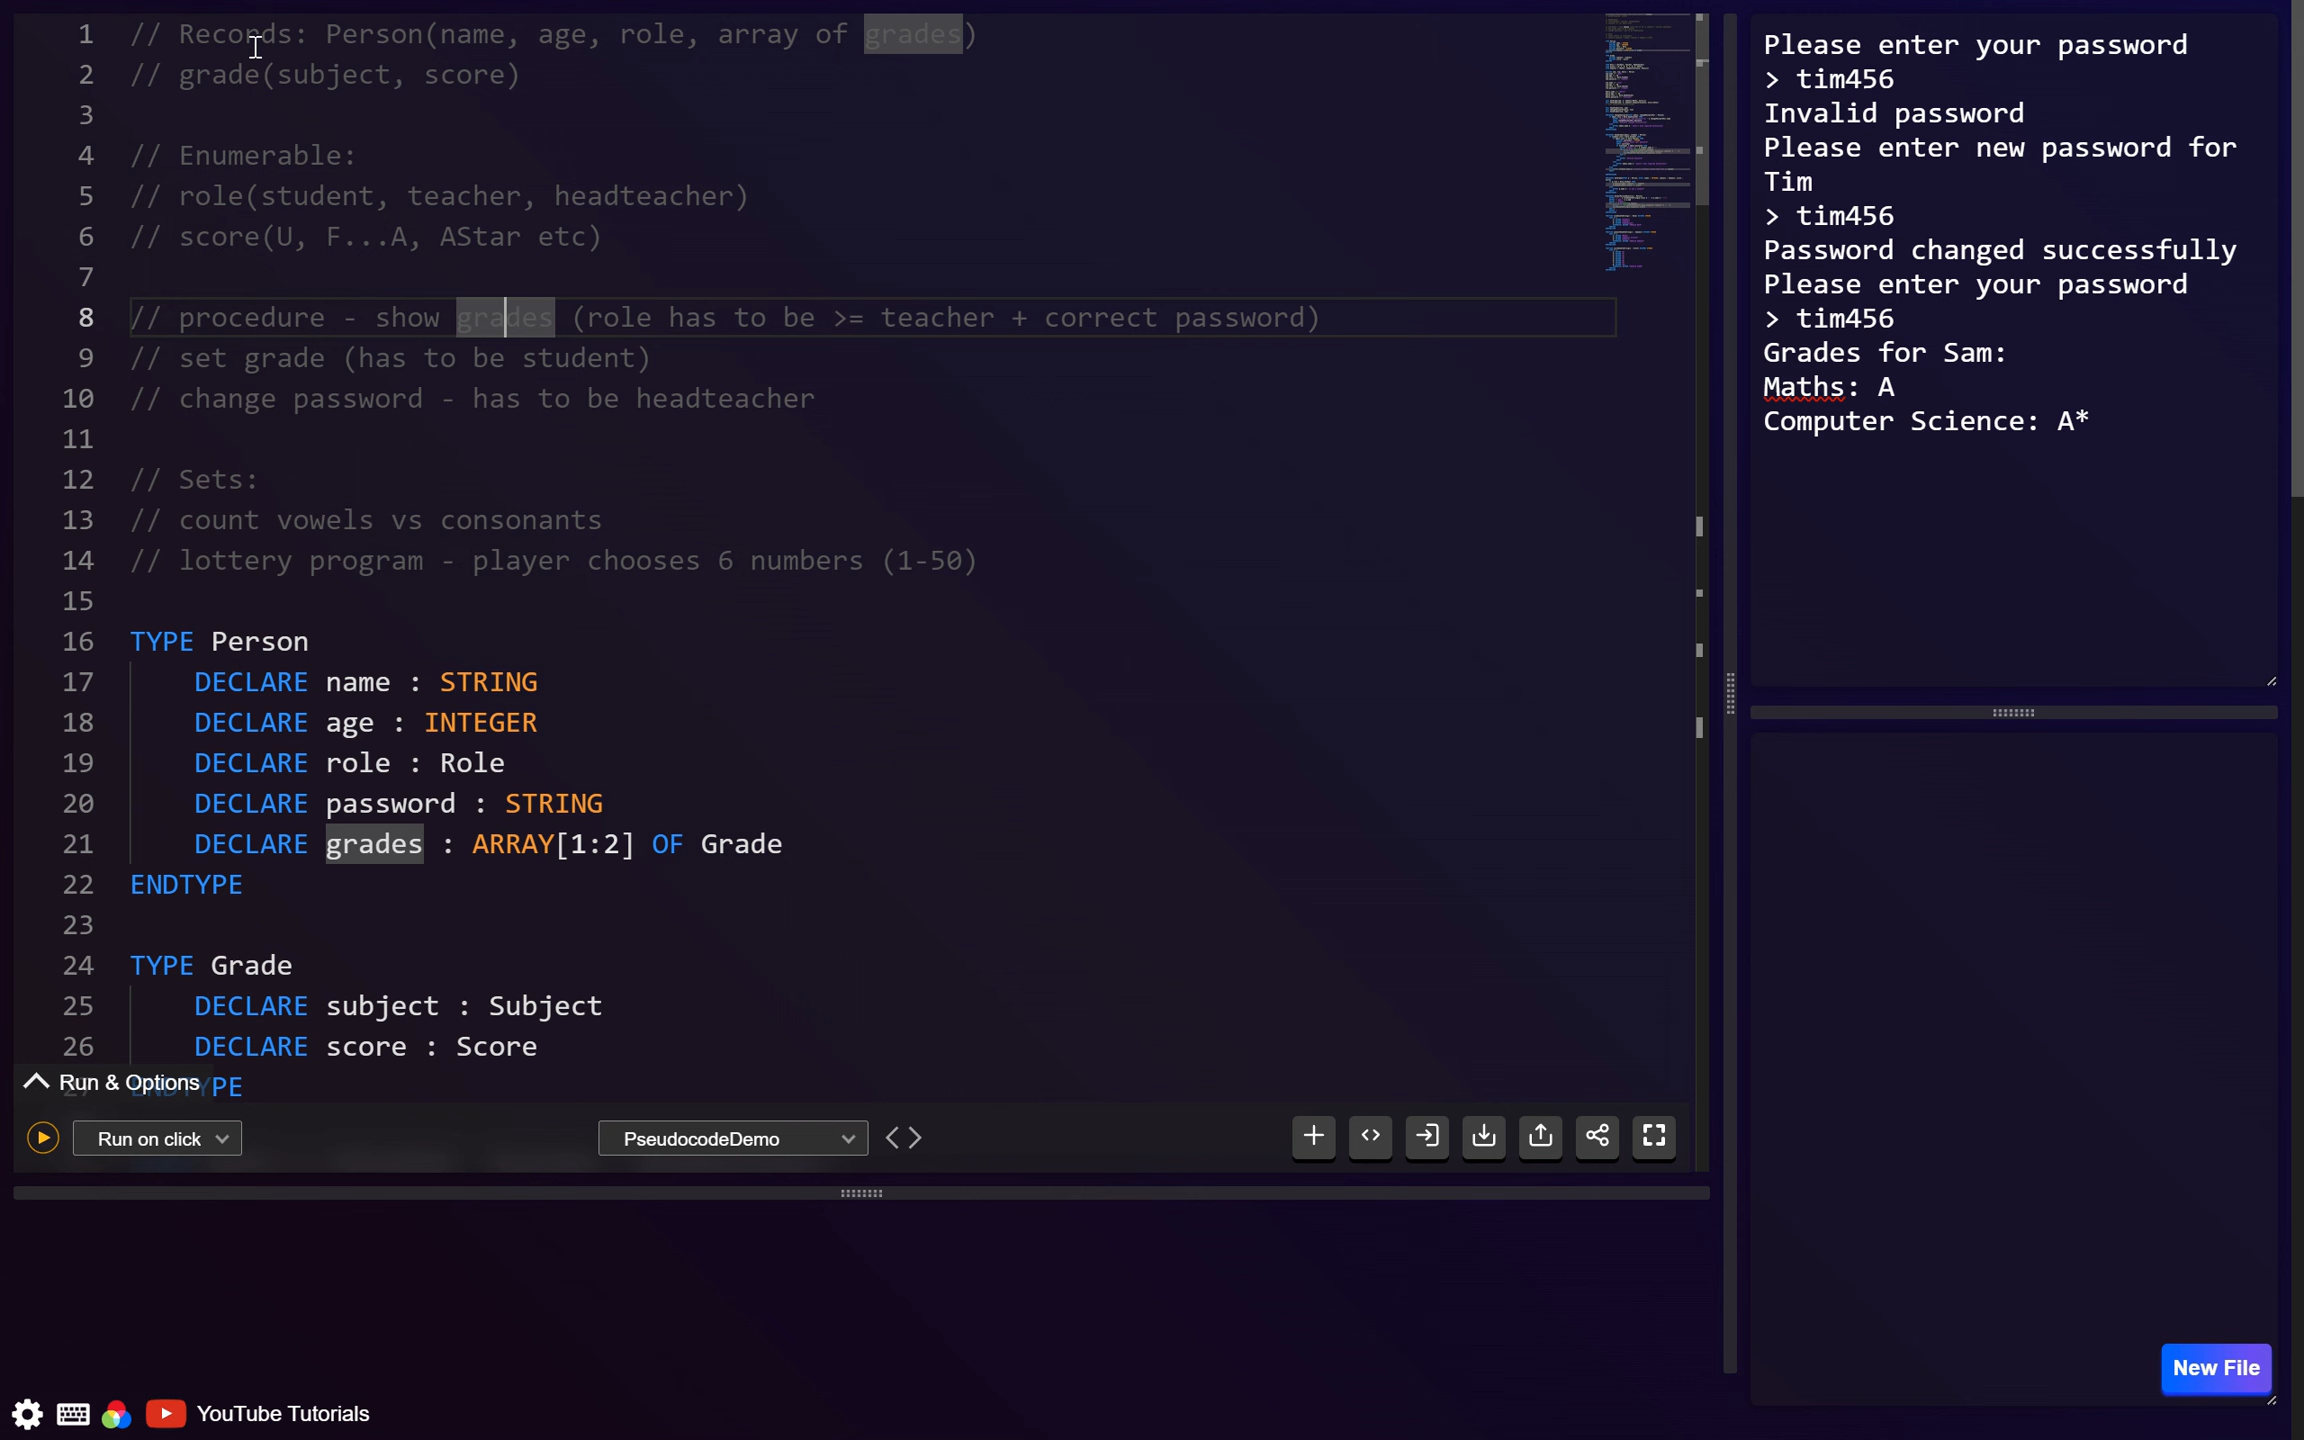 1 // Records: Person(name, age, role, array of grades)
2 // grade(subject, score)
3
4 // Enumerable:
5 // role(student, teacher, headteacher)
6 // score(U, F...A, AStar etc)
7
8 // procedure - show grades (role has to be >= teacher + correct password)
9 // set grade (has to be student)
10 // change password - has to be headteacher
11
12 // Sets:
13 // count vowels vs consonants
14 // lottery program - player chooses 6 numbers (1-50)
15
16 TYPE Person
17 DECLARE name : STRING
18 DECLARE age : INTEGER
19 DECLARE role : Role
20 DECLARE password : STRING
21 DECLARE grades : ARRAY[1:2] OF Grade
22 ENDTYPE
23
24 TYPE Grade
25 DECLARE subject : Subject
26 DECLARE score : Score
27 ENDTYPE
Run & Options
Run on click
PseudocodeDemo
Please enter your password
> tim456
Invalid password
Please enter new password for
Tim
> tim456
Password changed successfully
Please enter your password
> tim456
Grades for Sam:
Maths: A
Computer Science: A*
New File
YouTube Tutorials